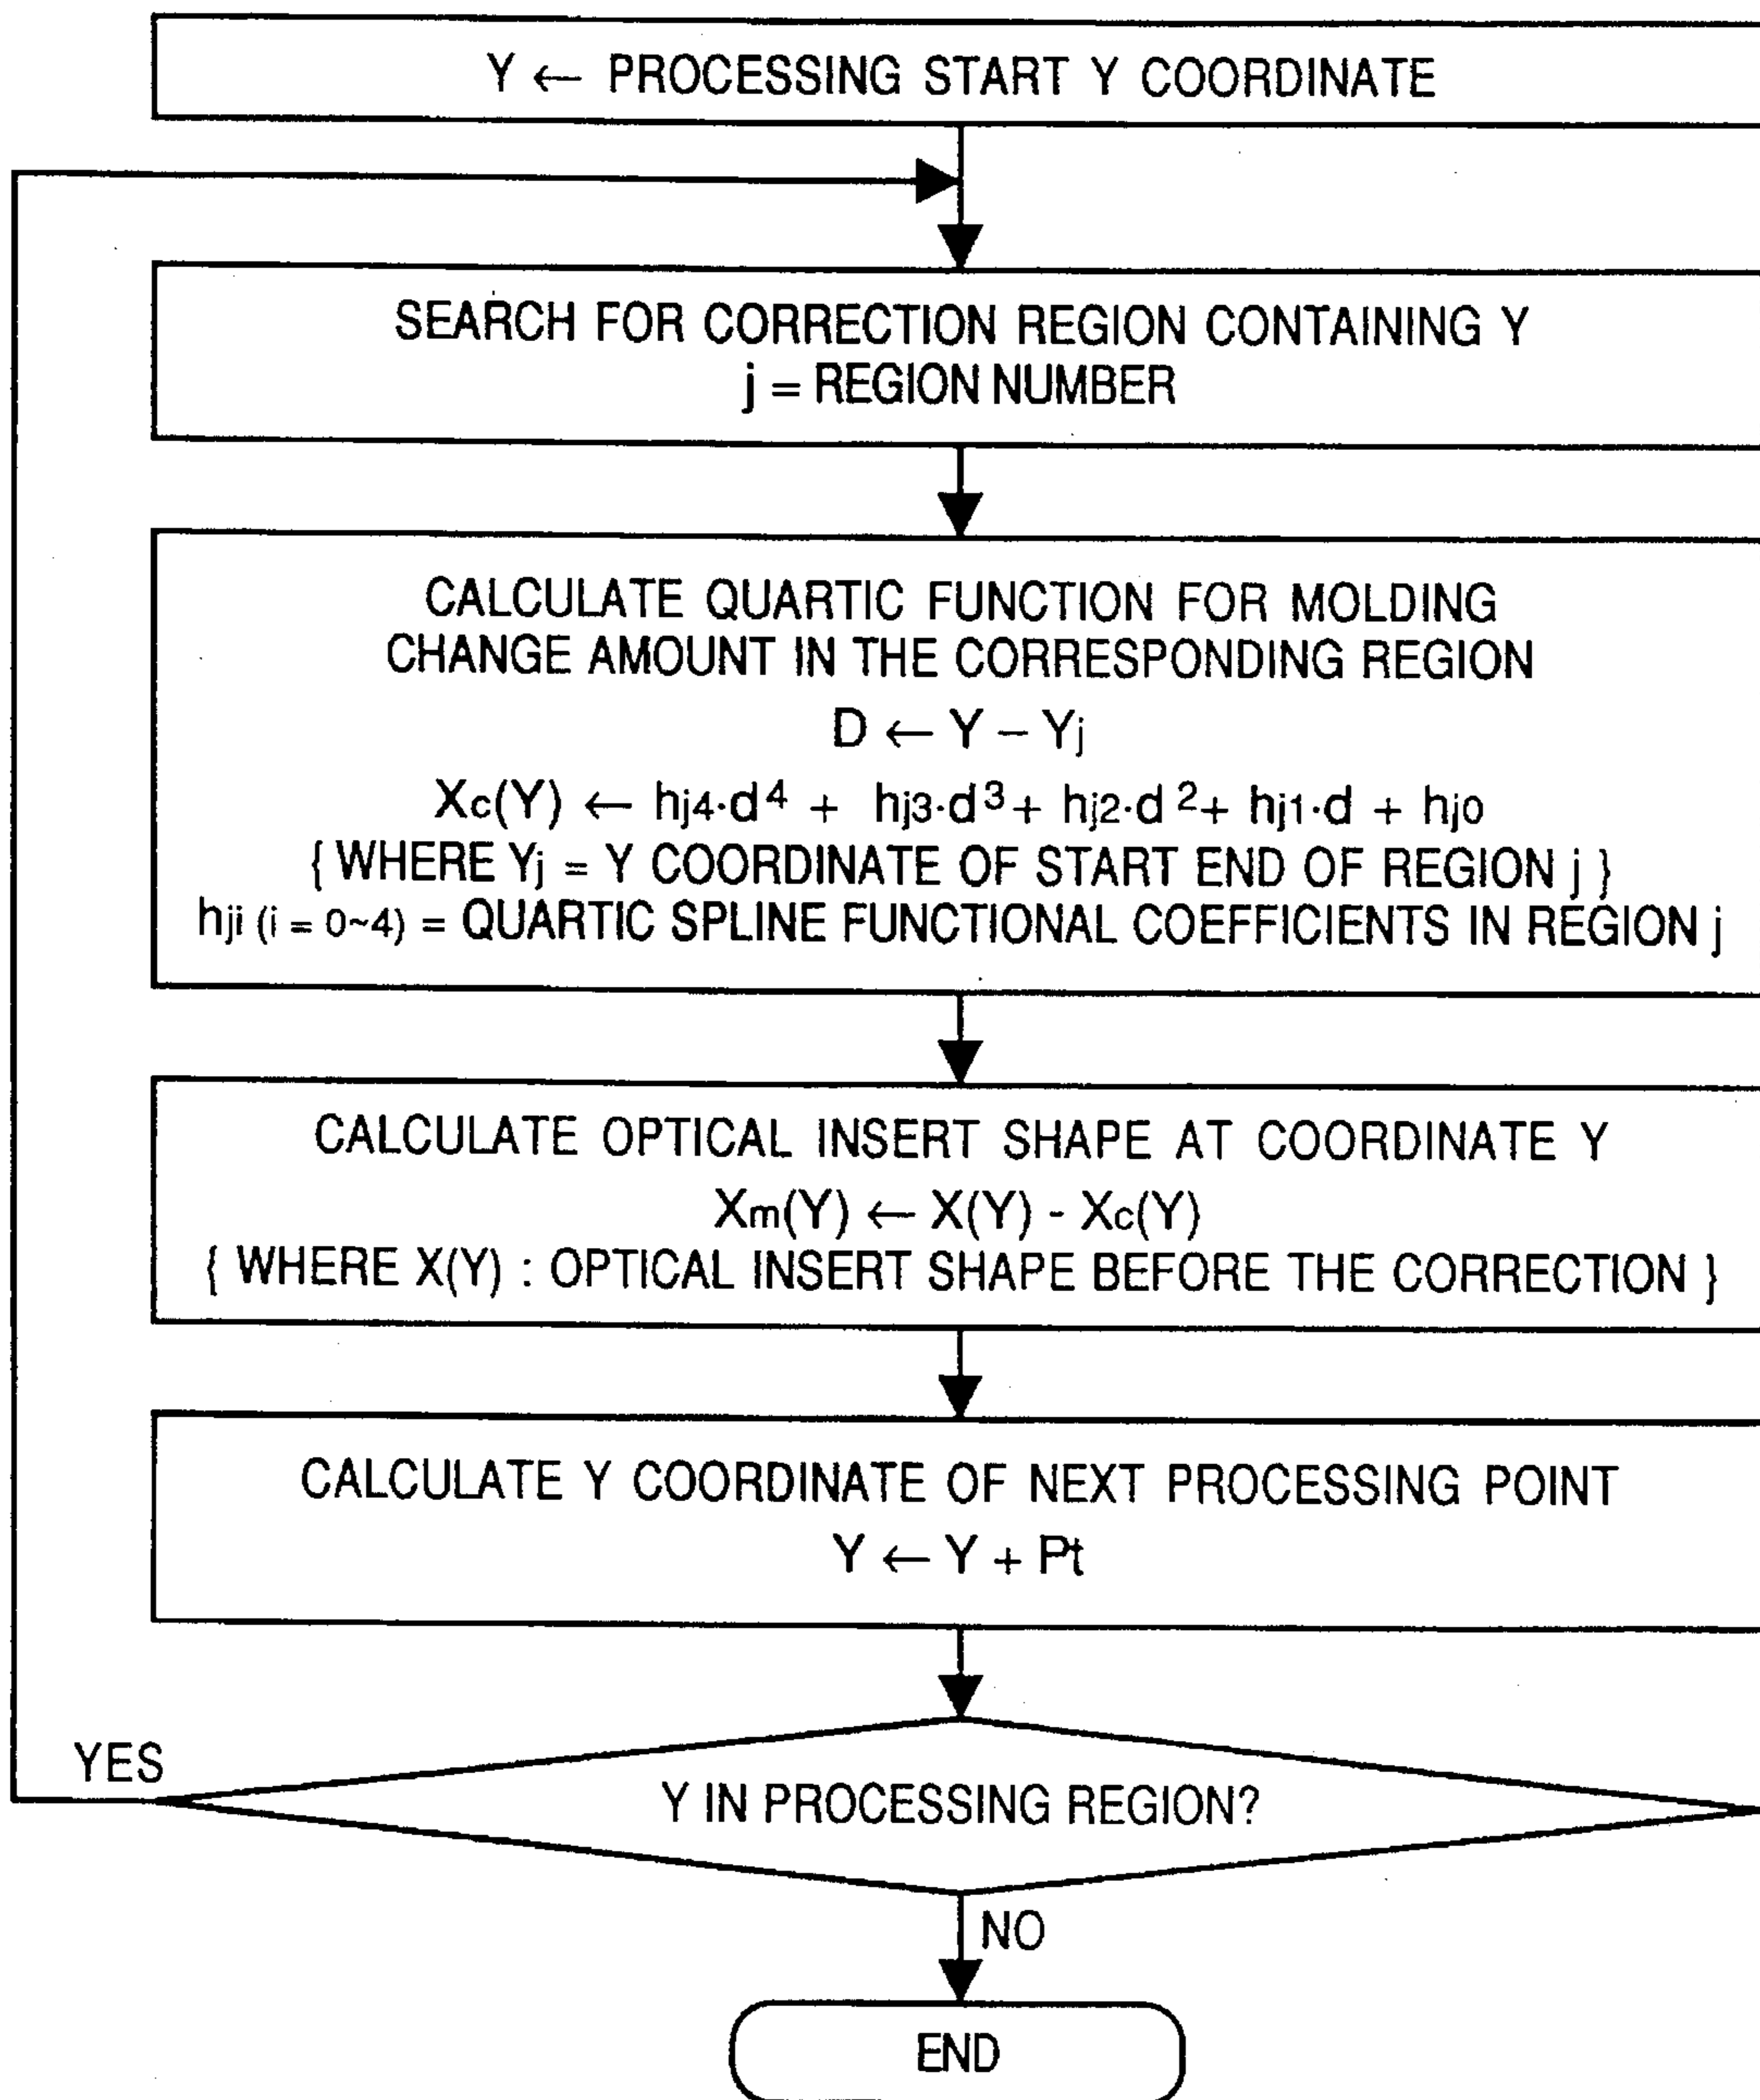 Y ← PROCESSING START Y COORDINATE
SEARCH FOR CORRECTION REGION CONTAINING Y
j = REGION NUMBER
CALCULATE QUARTIC FUNCTION FOR MOLDING
CHANGE AMOUNT IN THE CORRESPONDING REGION
D ← Y – Yj
Xc(Y) ← hj4·d⁴ + hj3·d³ + hj2·d² + hj1·d + hj0
{ WHERE Yj = Y COORDINATE OF START END OF REGION j }
hji (i = 0~4) = QUARTIC SPLINE FUNCTIONAL COEFFICIENTS IN REGION j
CALCULATE OPTICAL INSERT SHAPE AT COORDINATE Y
Xm(Y) ← X(Y) - Xc(Y)
{ WHERE X(Y) : OPTICAL INSERT SHAPE BEFORE THE CORRECTION }
CALCULATE Y COORDINATE OF NEXT PROCESSING POINT
Y ← Y + Pt
YES
Y IN PROCESSING REGION?
NO
END